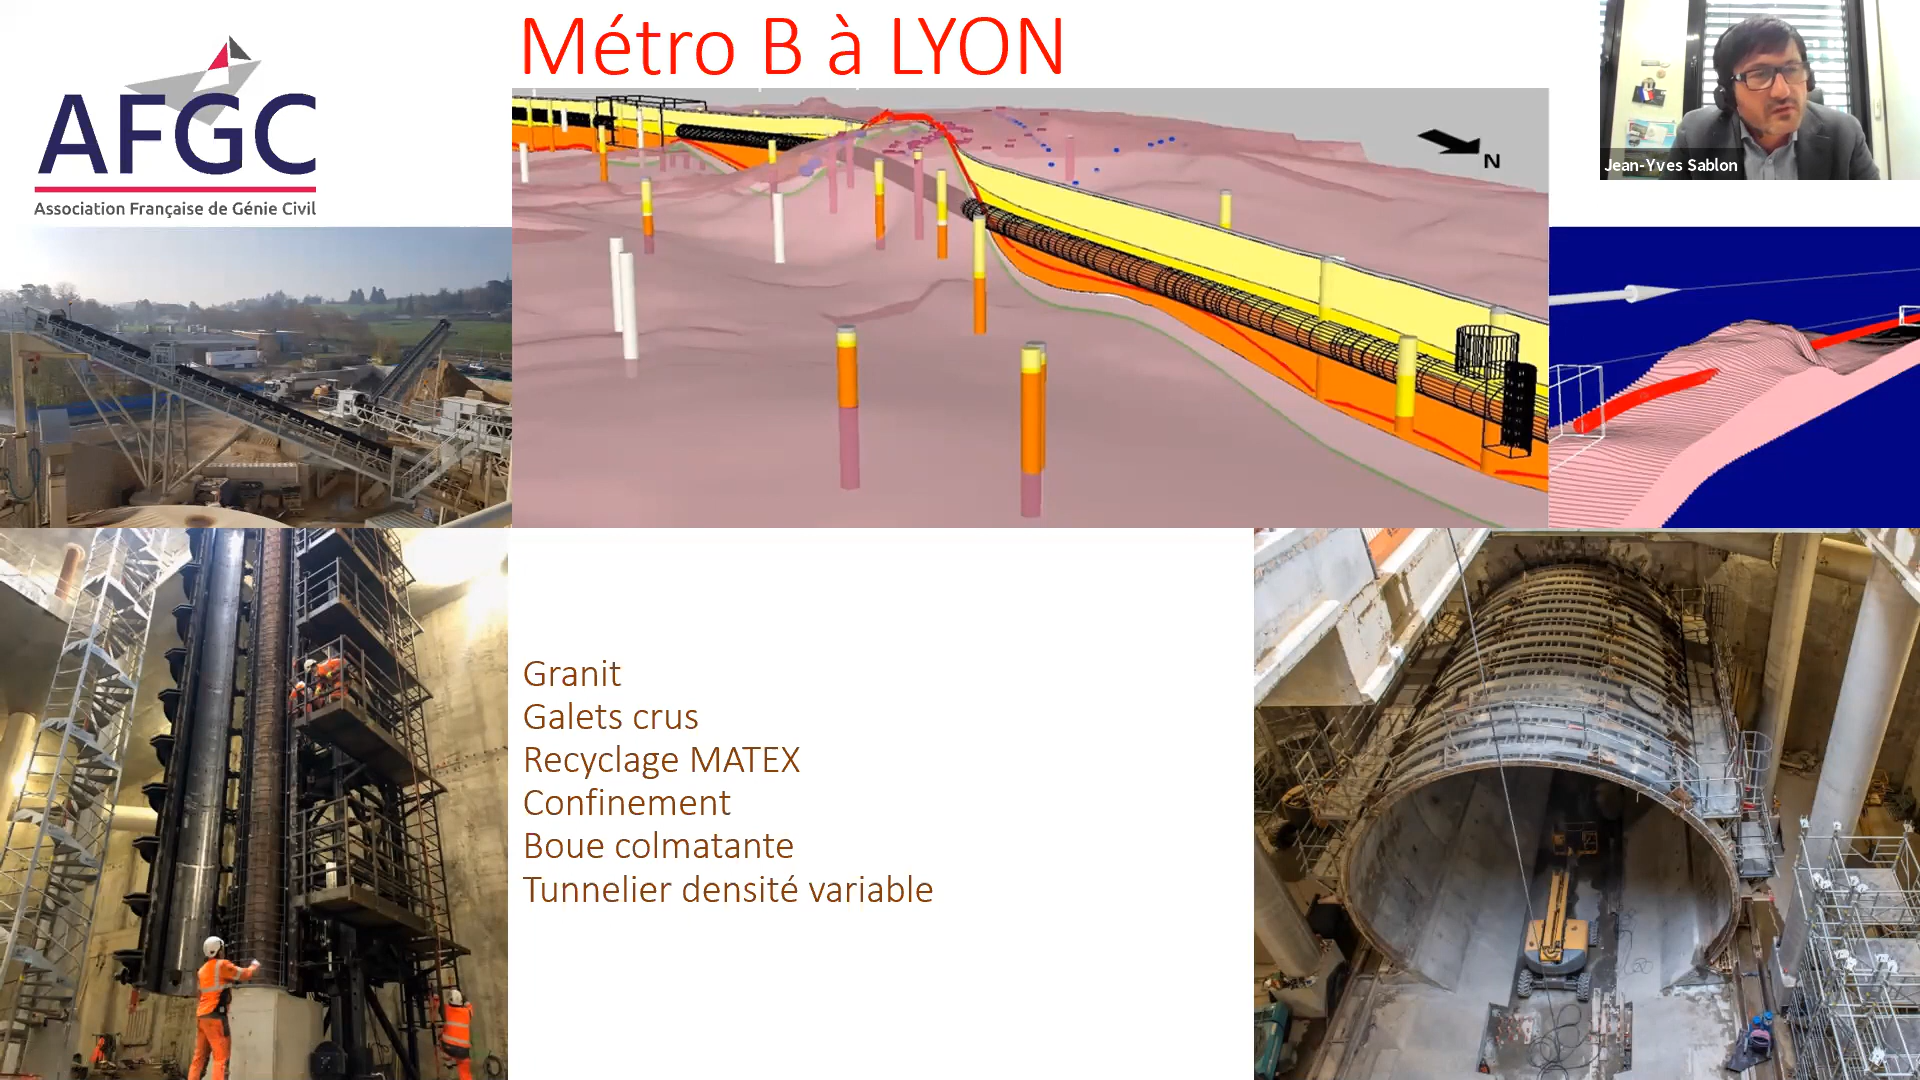 Métro B à LYON
AFGC
Association Française de Génie Civil
N
Jean-Yves Sablon
Granit
Galets crus
Recyclage MATEX
Confinement
Boue colmatante
Tunnelier densité variable